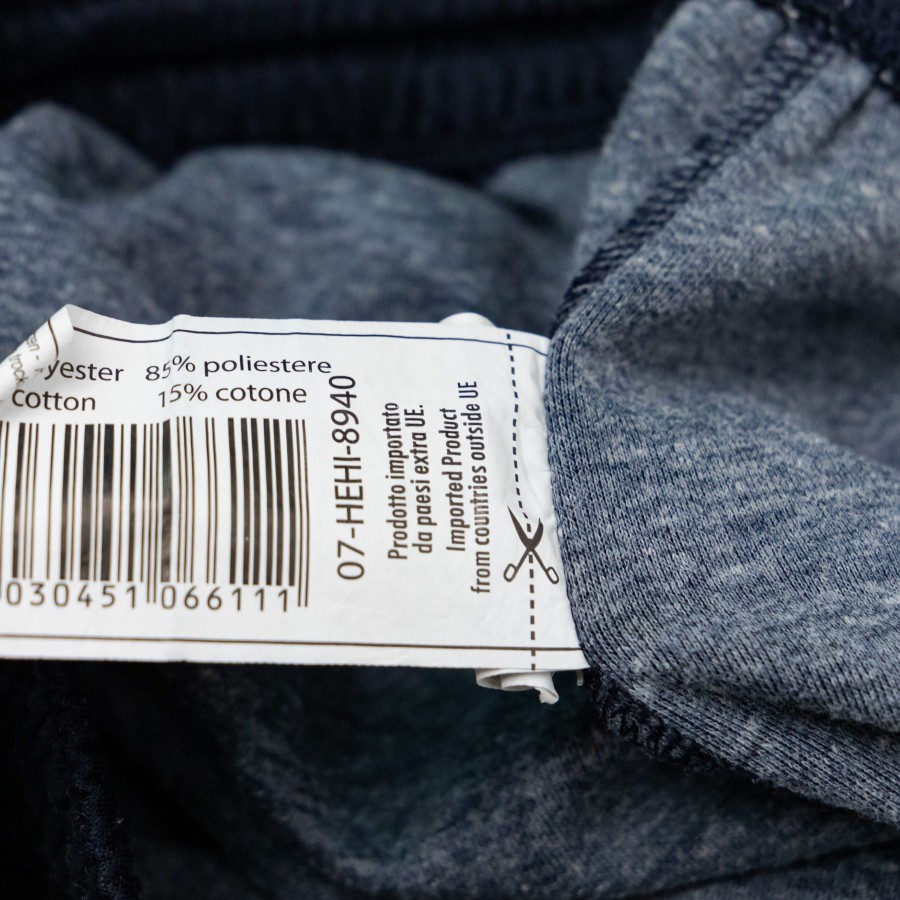 yester 85% poliestere
cotton 15% cotone
030451 066111
07-HEHI-8940
Prodotto importato
da paesi extra UE.
Imported Product
from countries outside UE